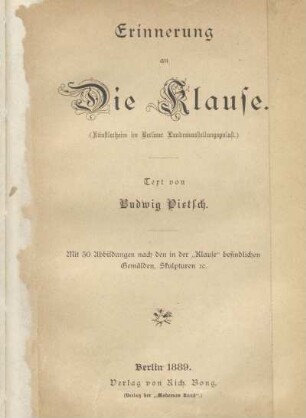 Erinnerung
an
Die Klause.
(Künstlerheim im Berliner Landesausstellungspalast.)
Text von
Ludwig Pietsch.
Mit 30 Abbildungen nach den in der „Klause“ befindlichen
Gemälden, Skulpturen ꝛc.
Berlin 1889.
Verlag von Rich. Bong.
(Verlag der „Modernen Kunst“.)